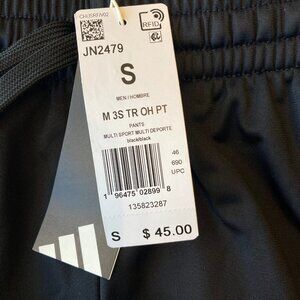 RFID
JN2479
S
MEN / HOMBRE
M 3S TR OH PT
PANTS
MULTI SPORT MULTI DEPORTE
black/black
46
690
UPC
1 96475 02899 8
135823287
S $ 45.00